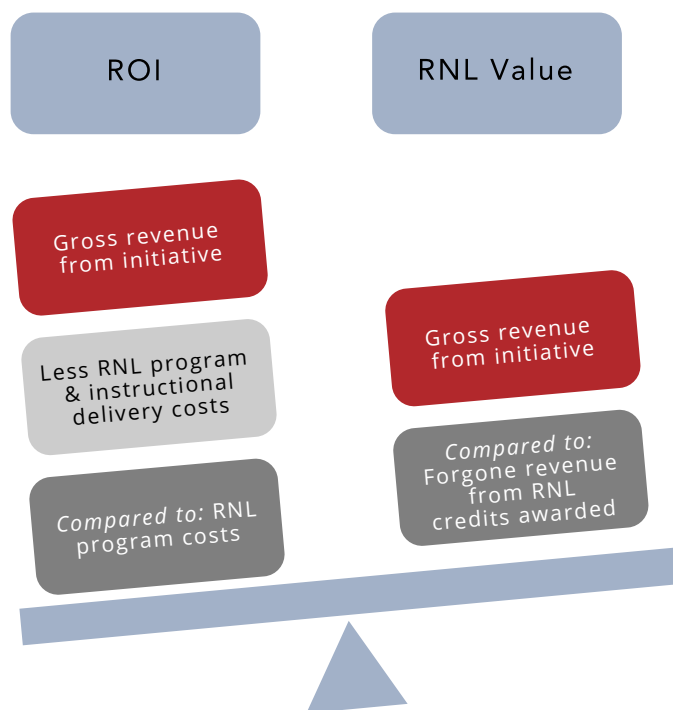 ROI
RNL Value
Gross revenue
from initiative
Less RNL program
& instructional
delivery costs
Compared to: RNL
program costs
Gross revenue
from initiative
Compared to:
Forgone revenue
from RNL
credits awarded